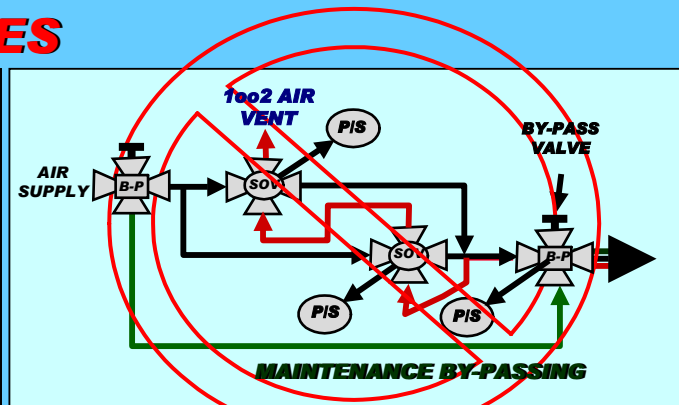 ES
1oo2 AIR
VENT
P/S
BY-PASS
VALVE
AIR
SUPPLY
B-P
SOV
SOV
B-P
P/S
P/S
MAINTENANCE BY-PASSING